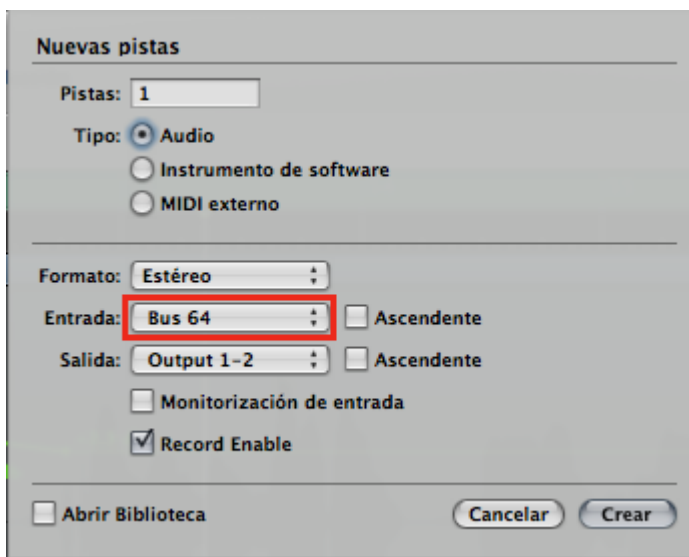 Nuevas pistas
Pistas: 1
Tipo: Audio
Instrumento de software
MIDI externo
Formato: Estéreo
Entrada: Bus 64 Ascendente
Salida: Output 1-2 Ascendente
Monitorización de entrada
Record Enable
Abrir Biblioteca Cancelar Crear